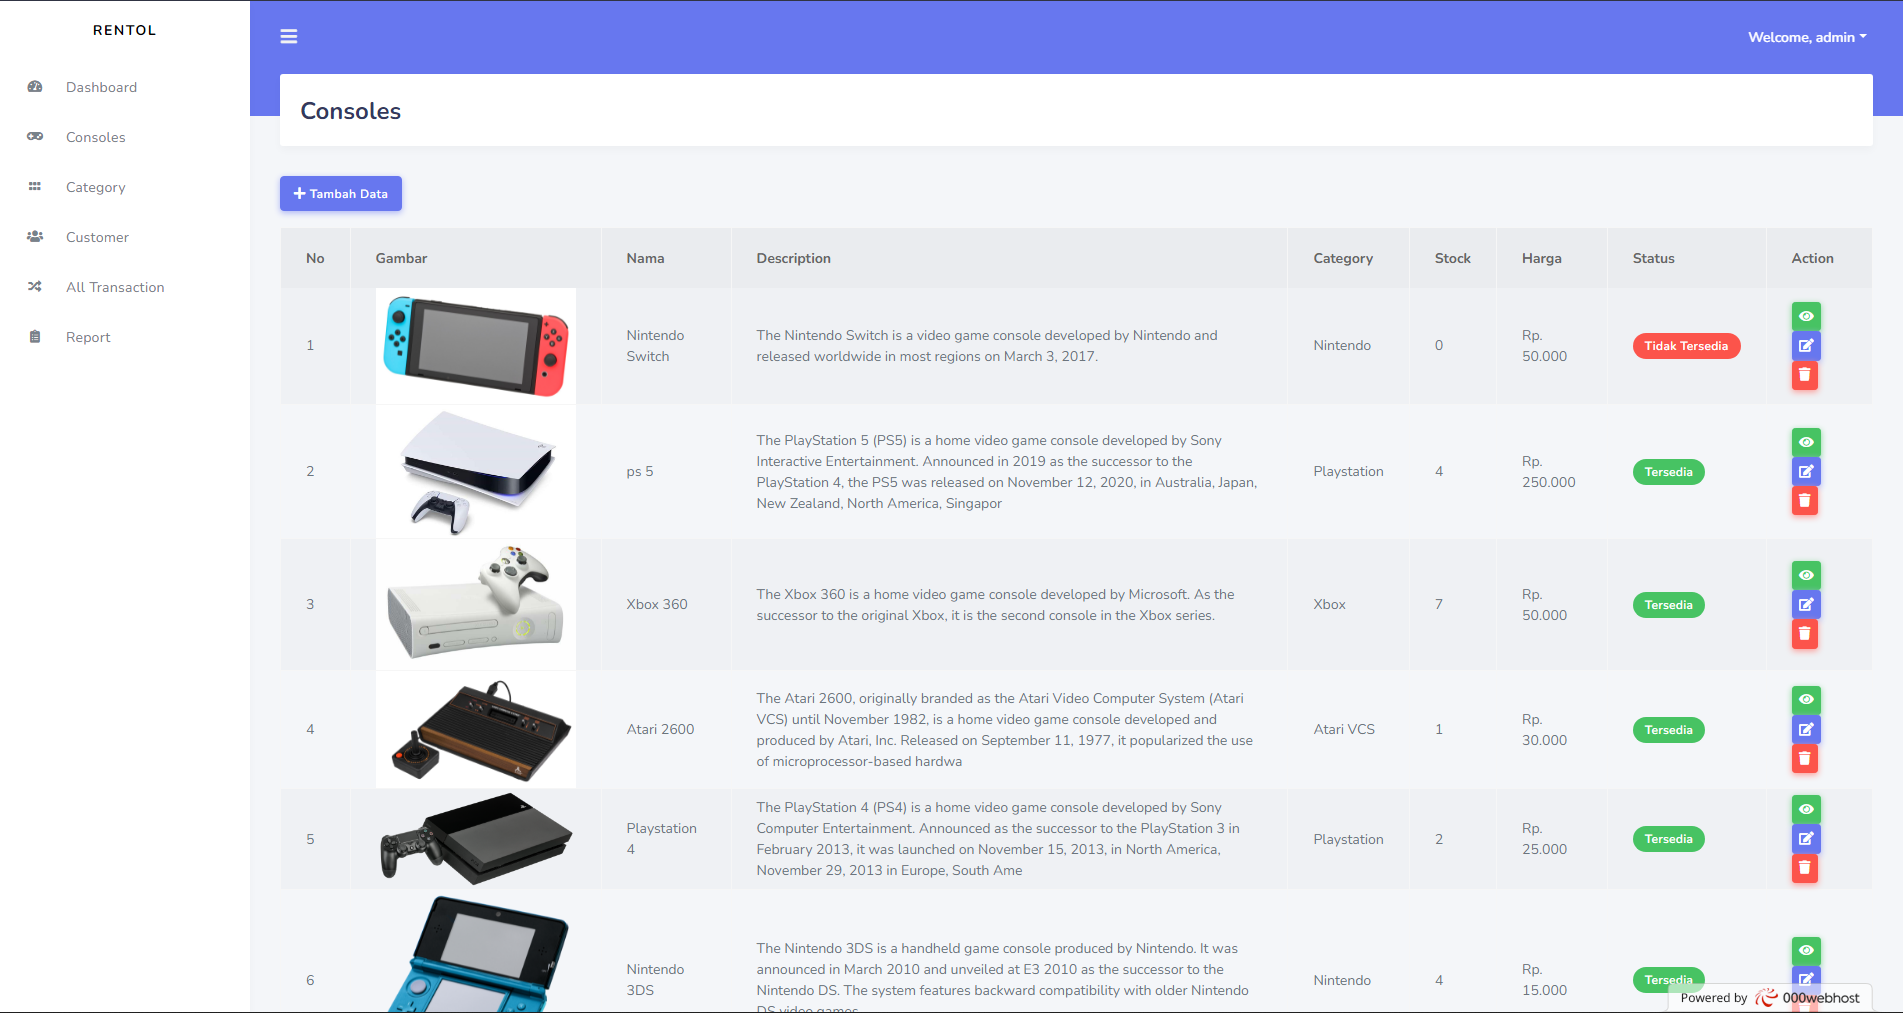 RENTOL
Dashboard
Consoles
Category
Customer
All Transaction
Report
Welcome, admin
Consoles
Tambah Data
No Gambar Nama Description Category Stock Harga Status Action
1
Nintendo
Switch
The Nintendo Switch is a video game console developed by Nintendo and
released worldwide in most regions on March 3, 2017.
Nintendo
0
Rp.
50.000
Tidak Tersedia
2
ps 5
The PlayStation 5 (PS5) is a home video game console developed by Sony
Interactive Entertainment. Announced in 2019 as the successor to the
PlayStation 4, the PS5 was released on November 12, 2020, in Australia, Japan,
New Zealand, North America, Singapor
Playstation
4
Rp.
250.000
Tersedia
3
Xbox 360
The Xbox 360 is a home video game console developed by Microsoft. As the
successor to the original Xbox, it is the second console in the Xbox series.
Xbox
7
Rp.
50.000
Tersedia
4
Atari 2600
The Atari 2600, originally branded as the Atari Video Computer System (Atari
VCS) until November 1982, is a home video game console developed and
produced by Atari, Inc. Released on September 11, 1977, it popularized the use
of microprocessor-based hardwa
Atari VCS
1
Rp.
30.000
Tersedia
5
Playstation
4
The PlayStation 4 (PS4) is a home video game console developed by Sony
Computer Entertainment. Announced as the successor to the PlayStation 3 in
February 2013, it was launched on November 15, 2013, in North America,
November 29, 2013 in Europe, South Ame
Playstation
2
Rp.
25.000
Tersedia
6
Nintendo
3DS
The Nintendo 3DS is a handheld game console produced by Nintendo. It was
announced in March 2010 and unveiled at E3 2010 as the successor to the
Nintendo DS. The system features backward compatibility with older Nintendo
DS video games
Nintendo
4
Rp.
15.000
Tersedia
Powered by 000webhost